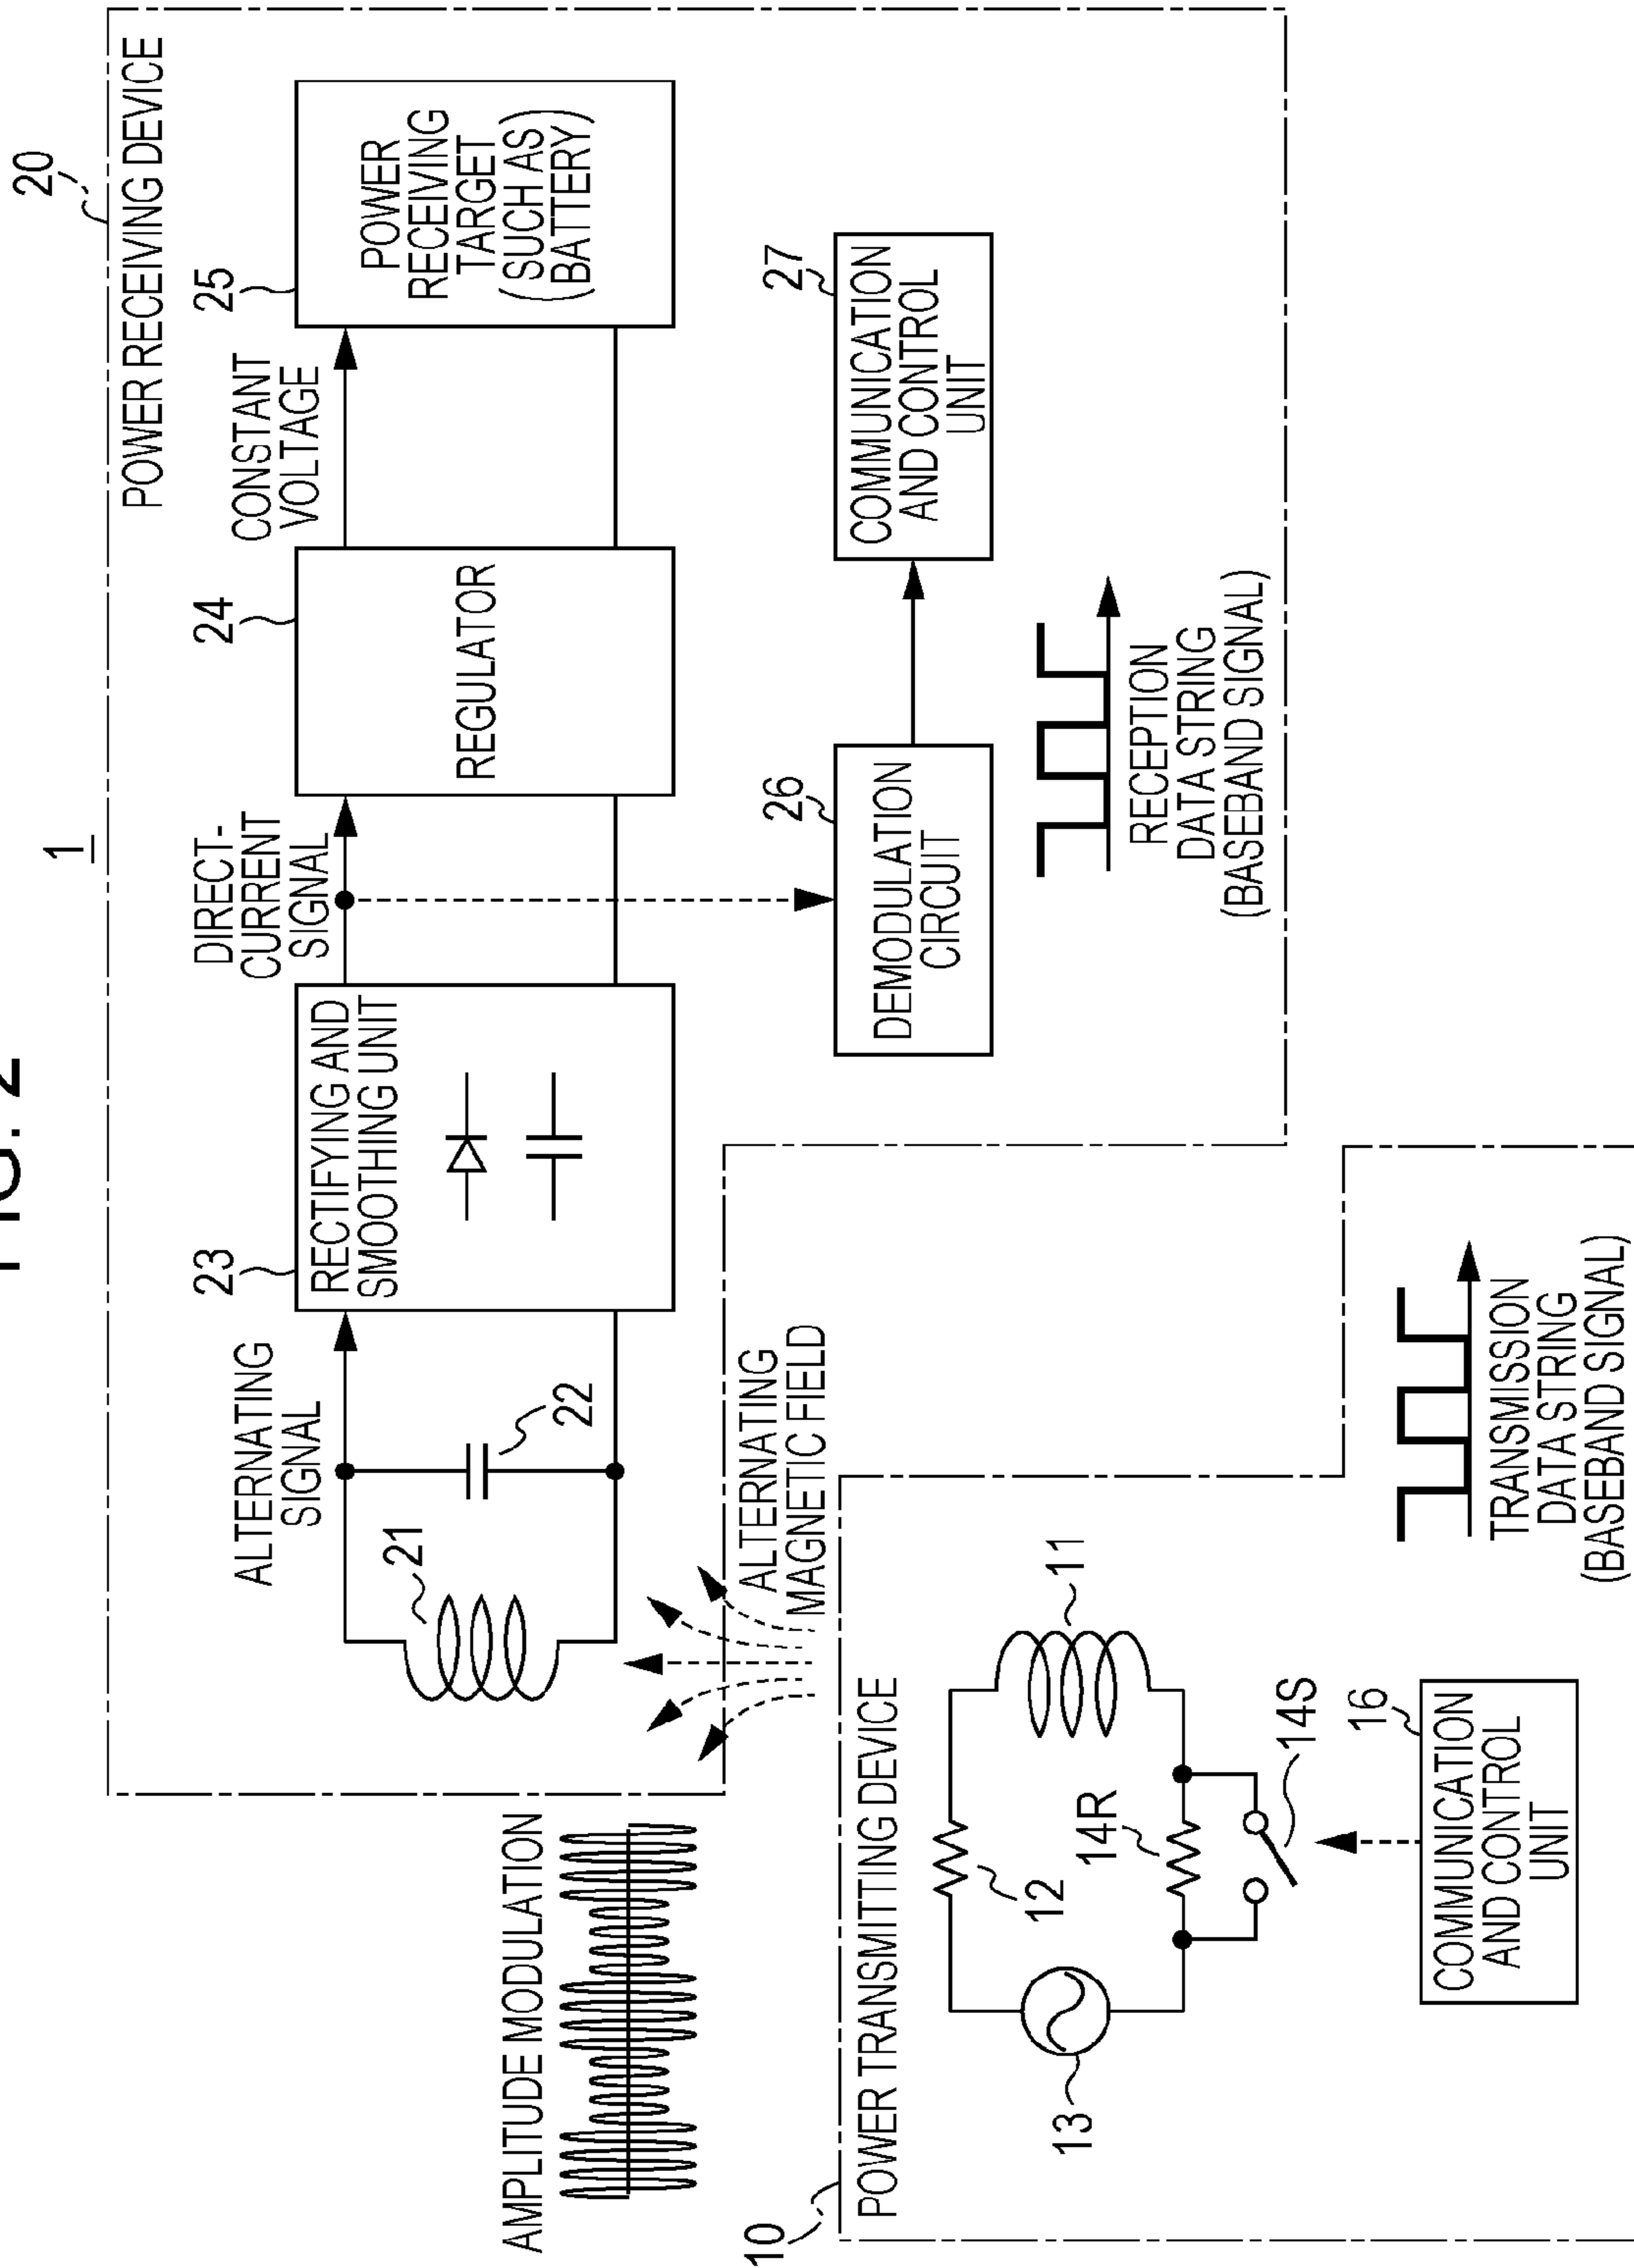 FIG. 2
1
20
POWER RECEIVING DEVICE
ALTERNATING
SIGNAL
21
22
23
RECTIFYING AND
SMOOTHING UNIT
DIRECT-
CURRENT
SIGNAL
24
REGULATOR
CONSTANT
VOLTAGE
25
POWER
RECEIVING
TARGET
(SUCH AS
BATTERY)
26
DEMODULATION
CIRCUIT
27
COMMUNICATION
AND CONTROL
UNIT
RECEPTION
DATA STRING
(BASEBAND SIGNAL)
AMPLITUDE MODULATION
ALTERNATING
MAGNETIC FIELD
10
POWER TRANSMITTING DEVICE
11
12
13
14R
14S
16
COMMUNICATION
AND CONTROL
UNIT
TRANSMISSION
DATA STRING
(BASEBAND SIGNAL)